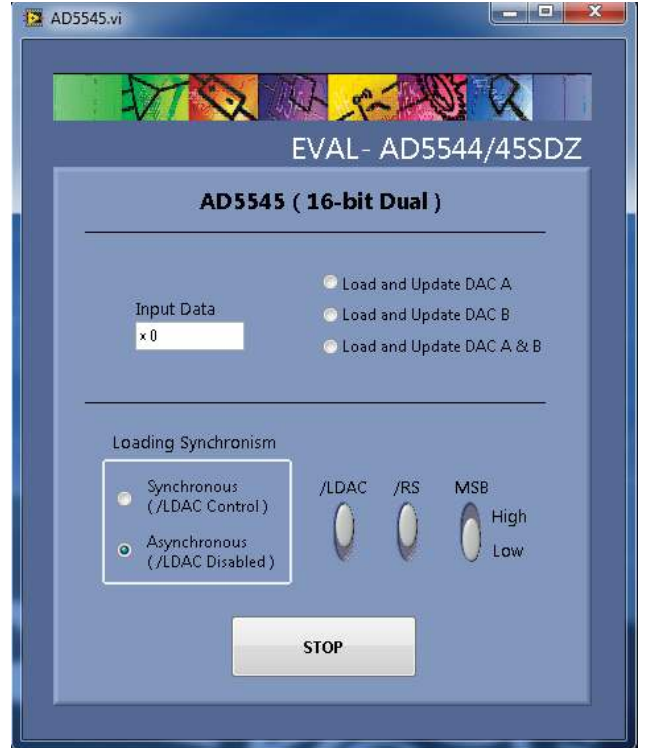 AD5545.vi
EVAL- AD5544/45SDZ
AD5545 ( 16-bit Dual )
Input Data
x 0
Load and Update DAC A
Load and Update DAC B
Load and Update DAC A & B
Loading Synchronism
Synchronous
( /LDAC Control )
Asynchronous
( /LDAC Disabled )
/LDAC
/RS
MSB
High
Low
STOP